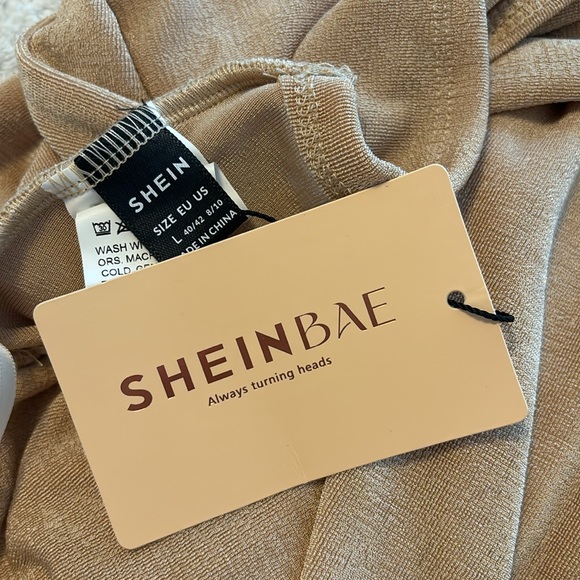 SHEIN
SIZE EU US
L 40/42 8/10
MADE IN CHINA
WASH
ORS. MACH
COLD.
SHEINBAE
Always turning heads